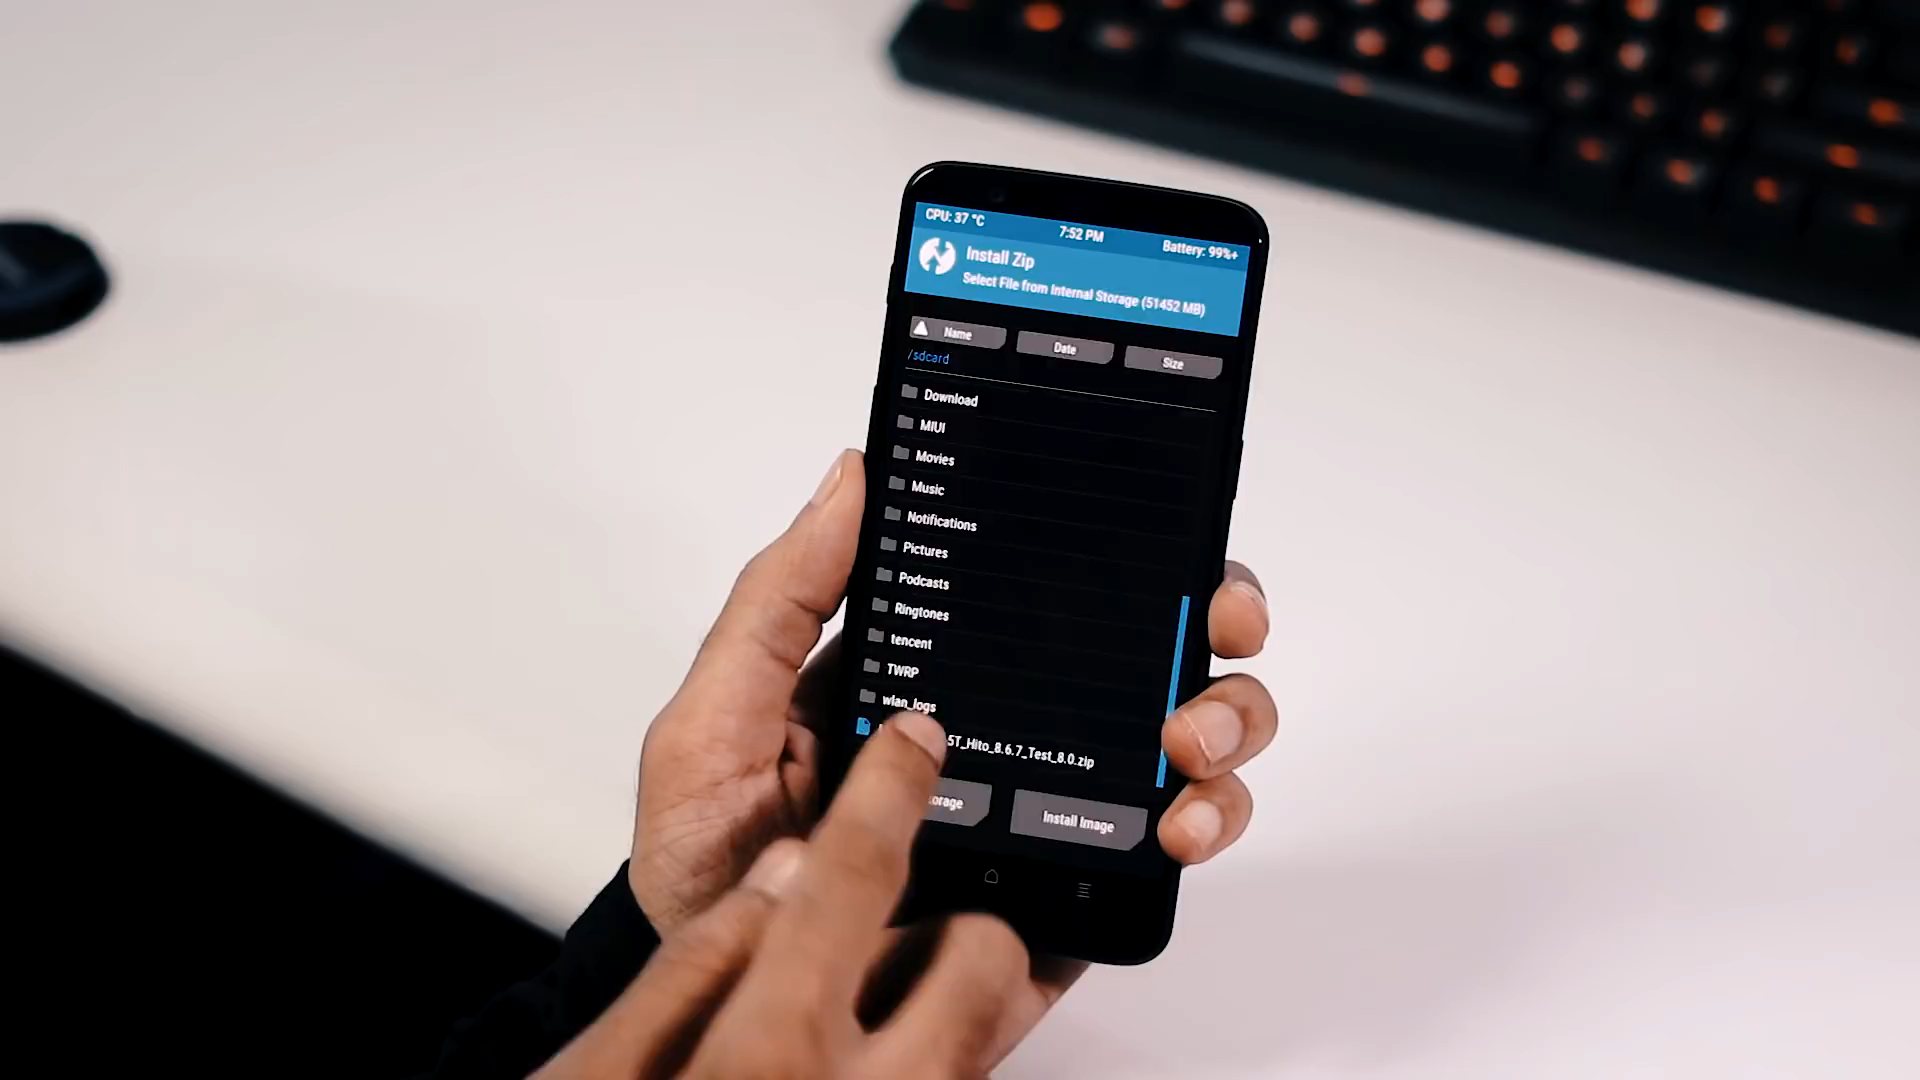 CPU: 37 °C 7:52 PM Battery: 99%+
Install Zip
Select File from Internal Storage (51452 MB)
Name Date Size
/sdcard
Download
MIUI
Movies
Music
Notifications
Pictures
Podcasts
Ringtones
tencent
TWRP
wlan_logs
5T_Hito_8.6.7_Test_8.0.zip
orage Install Image